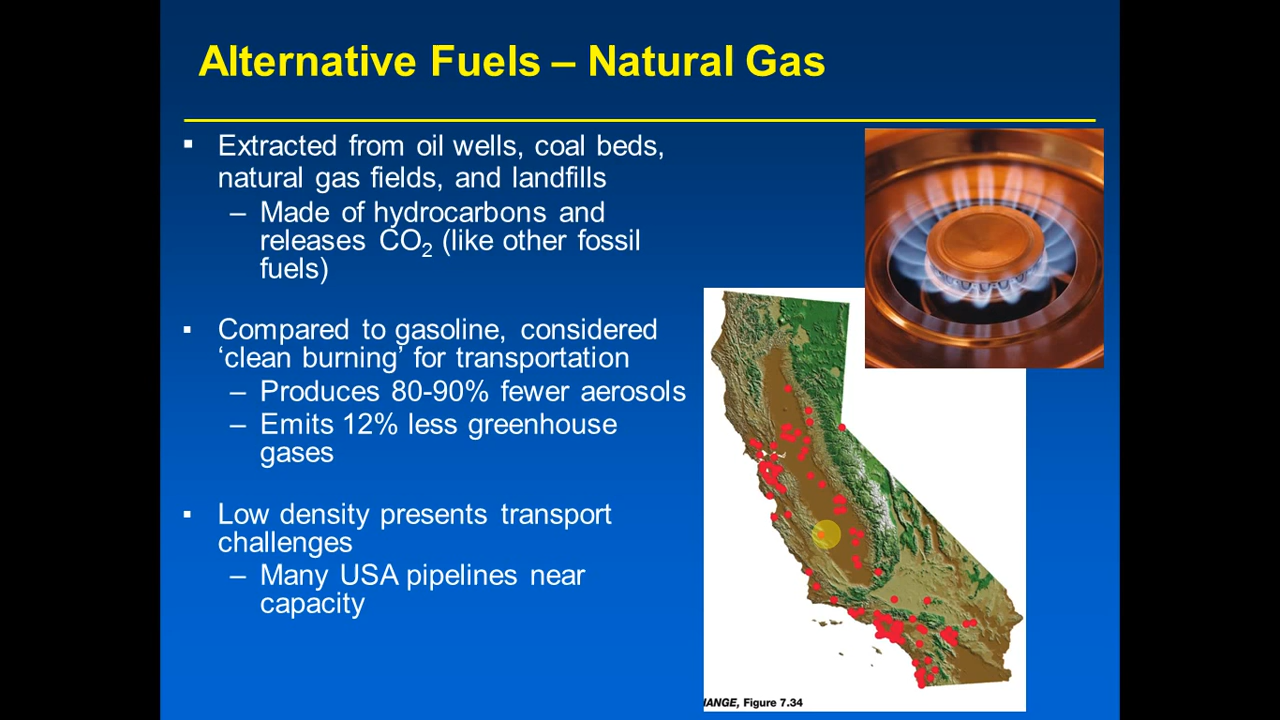 Alternative Fuels – Natural Gas
▪ Extracted from oil wells, coal beds,
natural gas fields, and landfills
– Made of hydrocarbons and
releases CO₂ (like other fossil
fuels)
▪ Compared to gasoline, considered
‘clean burning’ for transportation
– Produces 80-90% fewer aerosols
– Emits 12% less greenhouse
gases
▪ Low density presents transport
challenges
– Many USA pipelines near
capacity
HANGE, Figure 7.34